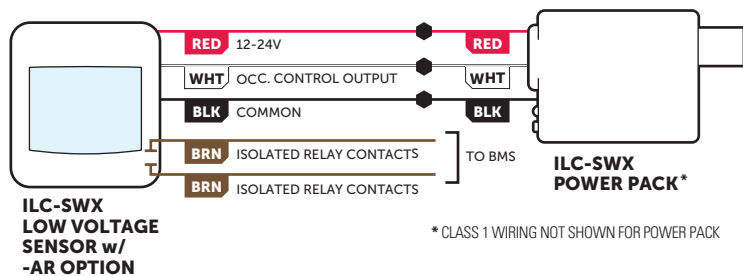 RED 12-24V RED
WHT OCC. CONTROL OUTPUT WHT
BLK COMMON BLK
BRN ISOLATED RELAY CONTACTS
TO BMS
BRN ISOLATED RELAY CONTACTS
ILC-SWX
POWER PACK*
ILC-SWX
LOW VOLTAGE
SENSOR w/
-AR OPTION
* CLASS 1 WIRING NOT SHOWN FOR POWER PACK